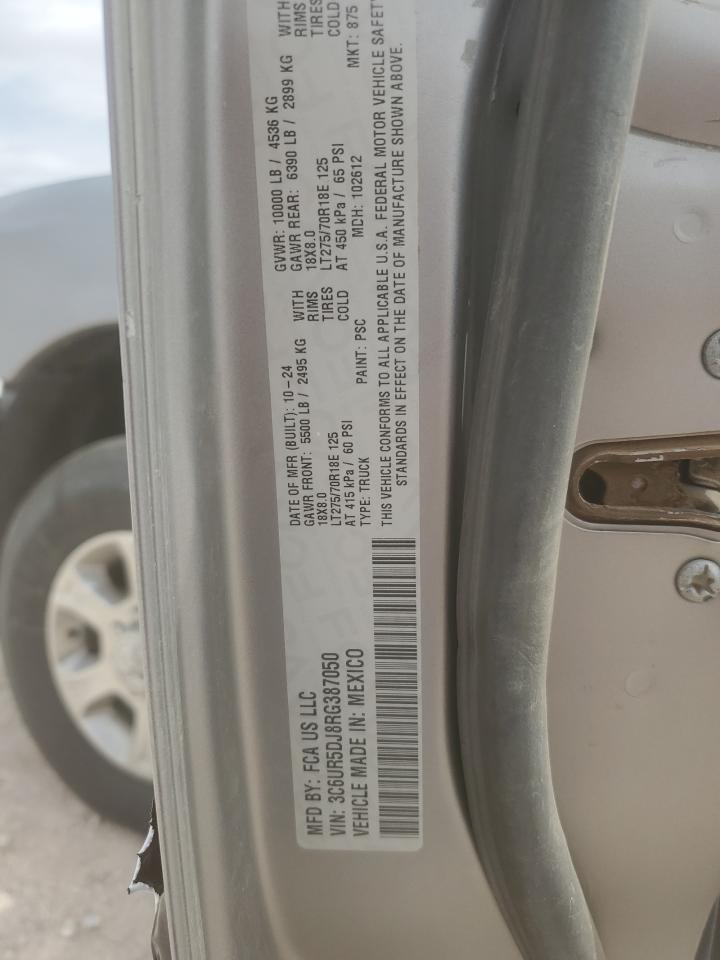 MFD BY: FCA US LLC
VIN: 3C6UR5DJ8RG387050
VEHICLE MADE IN: MEXICO
DATE OF MFR (BUILT): 10-24 GVWR: 10000 LB / 4536 KG
GAWR FRONT: 5500 LB / 2495 KG WITH GAWR REAR: 6390 LB / 2899 KG WITH
18X8.0 RIMS 18X8.0 RIMS
LT275/70R18E 125 TIRES LT275/70R18E 125 TIRES
AT 415 kPa / 60 PSI COLD AT 450 kPa / 65 PSI COLD
TYPE: TRUCK PAINT: PSC MDH: 102612 MKT: 875
THIS VEHICLE CONFORMS TO ALL APPLICABLE U.S.A. FEDERAL MOTOR VEHICLE SAFETY
STANDARDS IN EFFECT ON THE DATE OF MANUFACTURE SHOWN ABOVE.